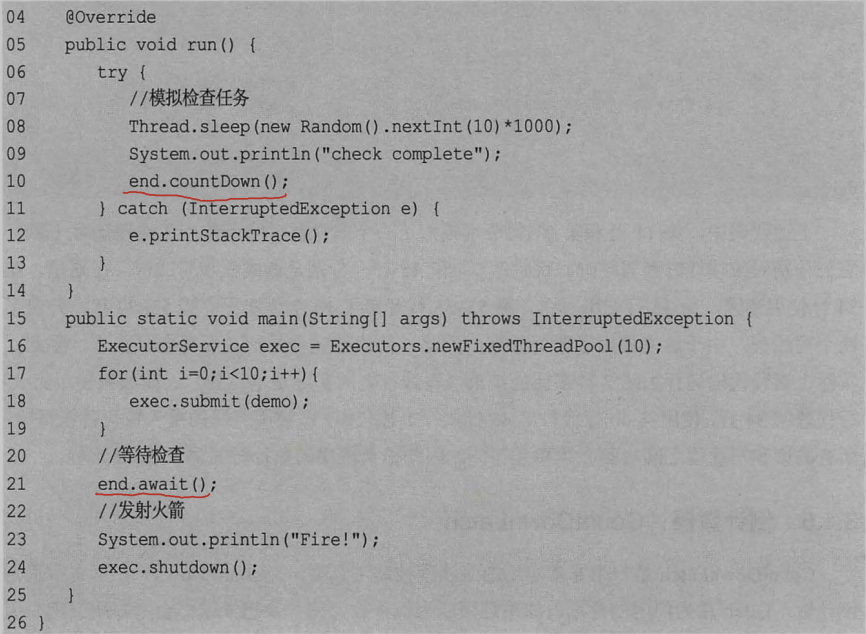 04 @Override
05 public void run() {
06 try {
07 //模拟检查任务
08 Thread.sleep(new Random().nextInt(10)*1000);
09 System.out.println("check complete");
10 end.countDown();
11 } catch (InterruptedException e) {
12 e.printStackTrace();
13 }
14 }
15 public static void main(String[] args) throws InterruptedException {
16 ExecutorService exec = Executors.newFixedThreadPool(10);
17 for(int i=0;i<10;i++){
18 exec.submit(demo);
19 }
20 //等待检查
21 end.await();
22 //发射火箭
23 System.out.println("Fire!");
24 exec.shutdown();
25 }
26 }